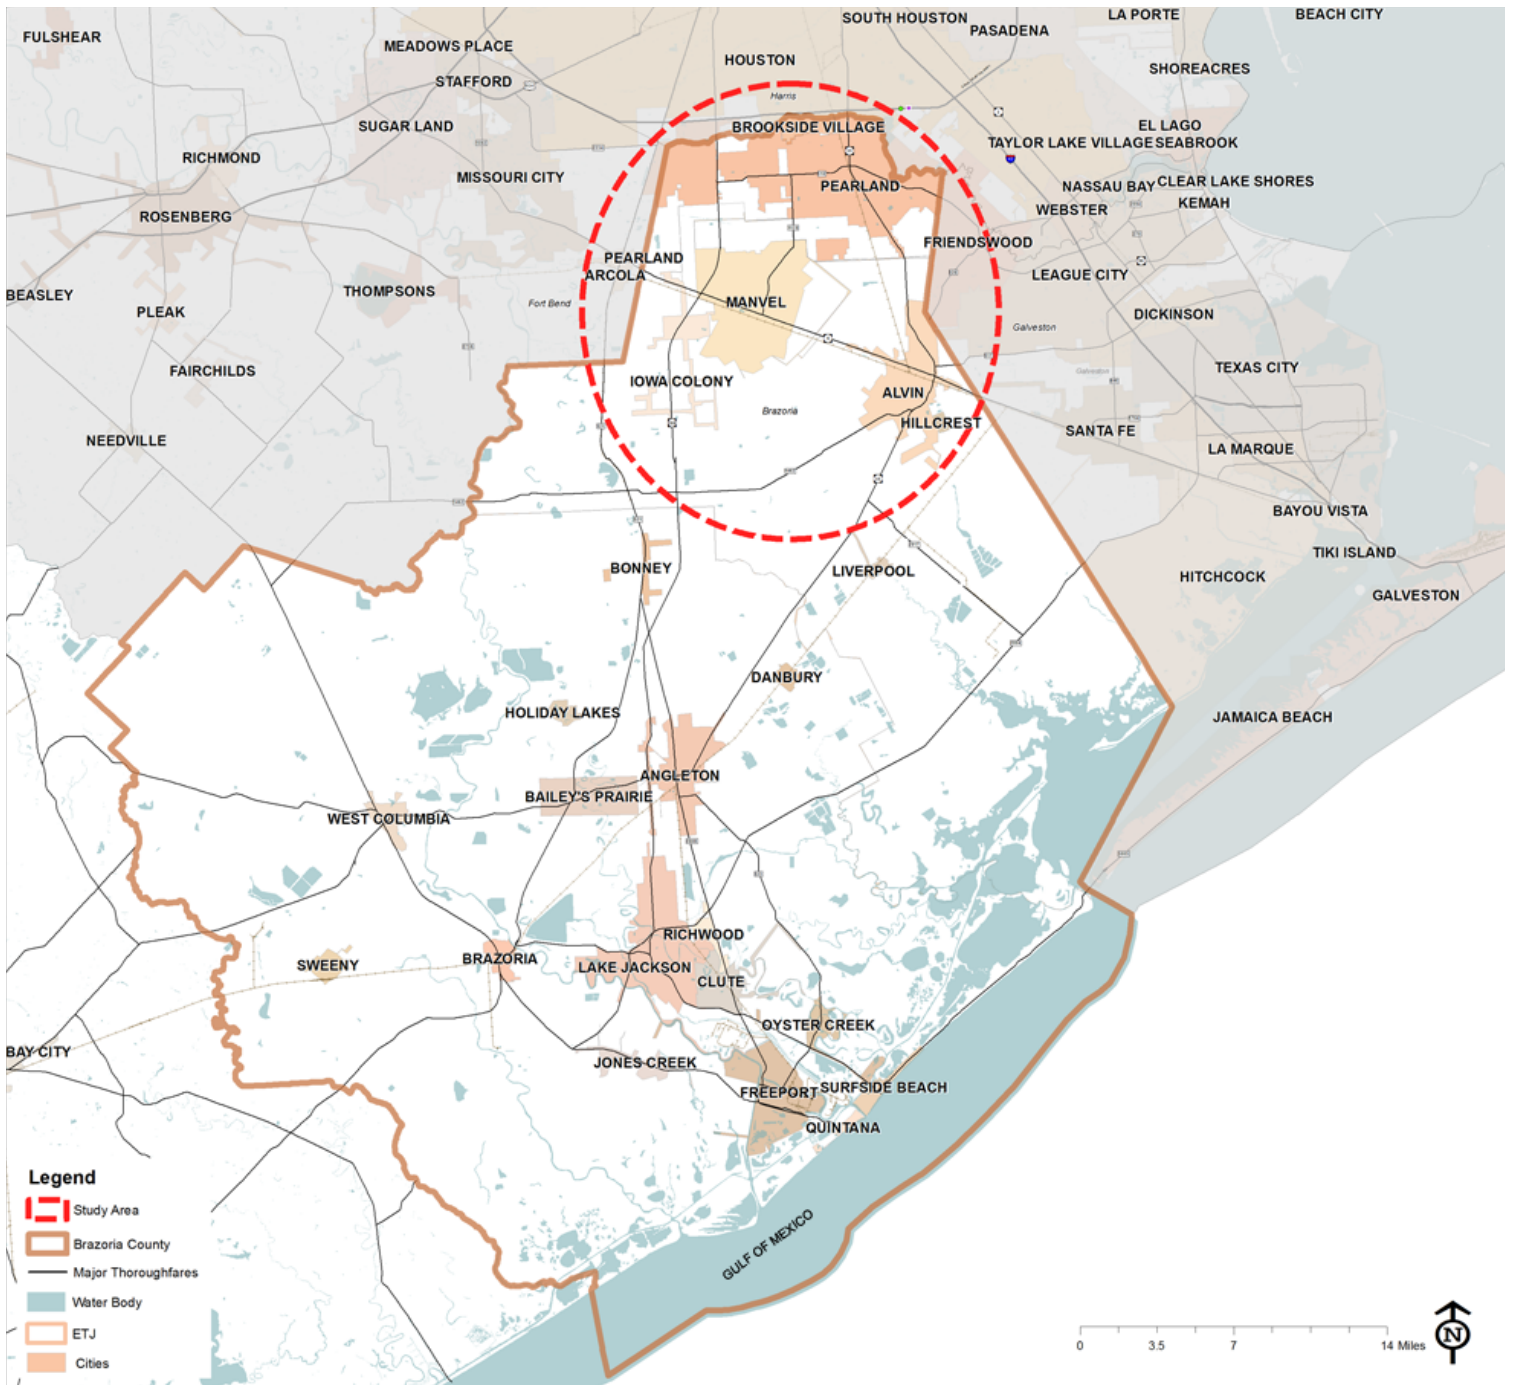 SOUTH HOUSTON
LA PORTE
BEACH CITY
PASADENA
FULSHEAR
MEADOWS PLACE
HOUSTON
SHOREACRES
STAFFORD
Harris
SUGAR LAND
BROOKSIDE VILLAGE
EL LAGO
TAYLOR LAKE VILLAGE
SEABROOK
RICHMOND
MISSOURI CITY
PEARLAND
NASSAU BAY
CLEAR LAKE SHORES
KEMAH
WEBSTER
ROSENBERG
FRIENDSWOOD
PEARLAND
ARCOLA
LEAGUE CITY
BEASLEY
THOMPSONS
Fort Bend
MANVEL
PLEAK
DICKINSON
Galveston
FAIRCHILDS
TEXAS CITY
Galveston
IOWA COLONY
ALVIN
Brazoria
HILLCREST
SANTA FE
NEEDVILLE
LA MARQUE
BAYOU VISTA
TIKI ISLAND
BONNEY
LIVERPOOL
HITCHCOCK
GALVESTON
DANBURY
HOLIDAY LAKES
JAMAICA BEACH
ANGLETON
BAILEY'S PRAIRIE
WEST COLUMBIA
RICHWOOD
BRAZORIA
SWEENY
LAKE JACKSON
CLUTE
OYSTER CREEK
BAY CITY
JONES CREEK
SURFSIDE BEACH
FREEPORT
QUINTANA
GULF OF MEXICO
Legend
Study Area
Brazoria County
Major Thoroughfares
Water Body
ETJ
Cities
0 3.5 7 14 Miles
N